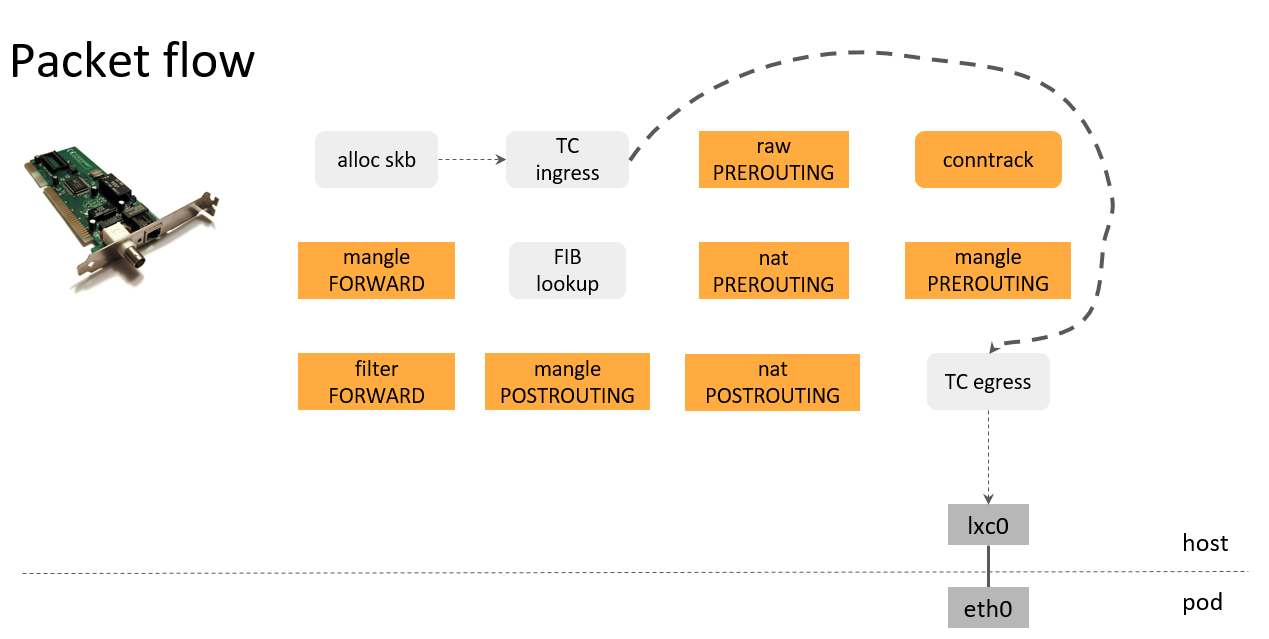 Packet flow
alloc skb
TC
ingress
raw
PREROUTING
conntrack
mangle
FORWARD
FIB
lookup
nat
PREROUTING
mangle
PREROUTING
filter
FORWARD
mangle
POSTROUTING
nat
POSTROUTING
TC egress
lxc0
host
eth0
pod